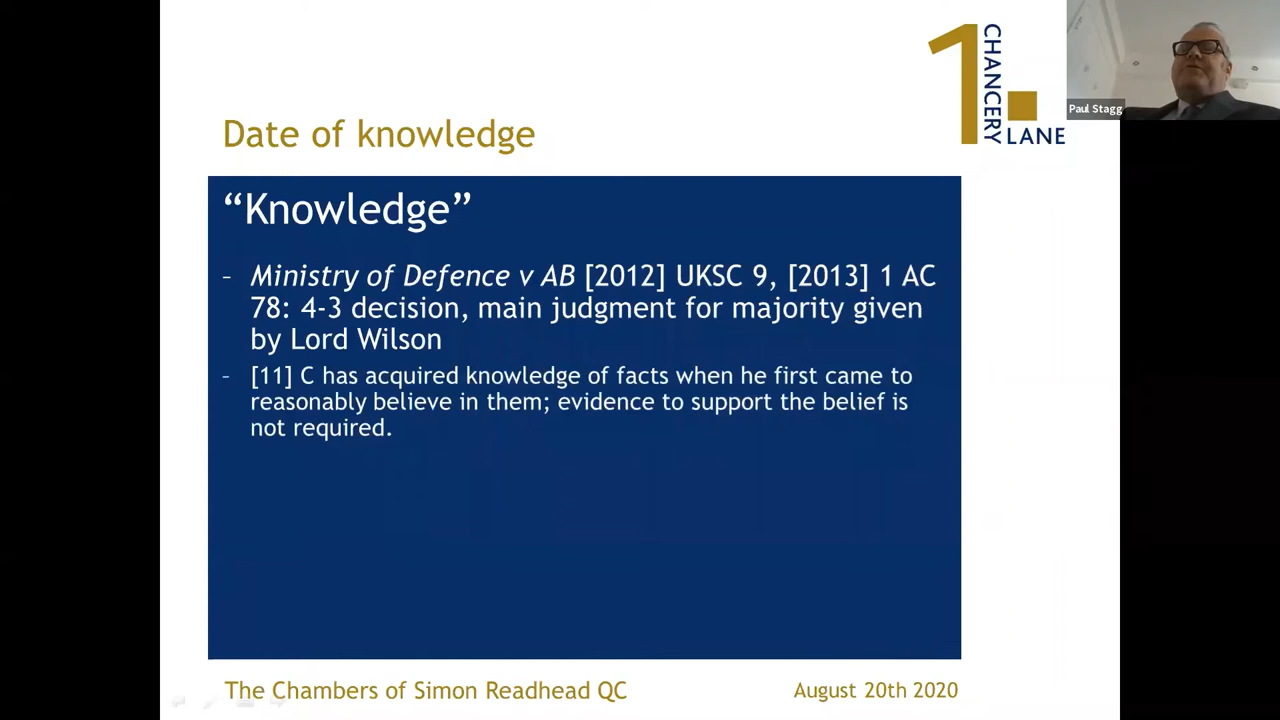 1 CHANCERY LANE
Paul Stagg
Date of knowledge
“Knowledge”
– Ministry of Defence v AB [2012] UKSC 9, [2013] 1 AC
78: 4-3 decision, main judgment for majority given
by Lord Wilson
– [11] C has acquired knowledge of facts when he first came to
reasonably believe in them; evidence to support the belief is
not required.
The Chambers of Simon Readhead QC
August 20th 2020